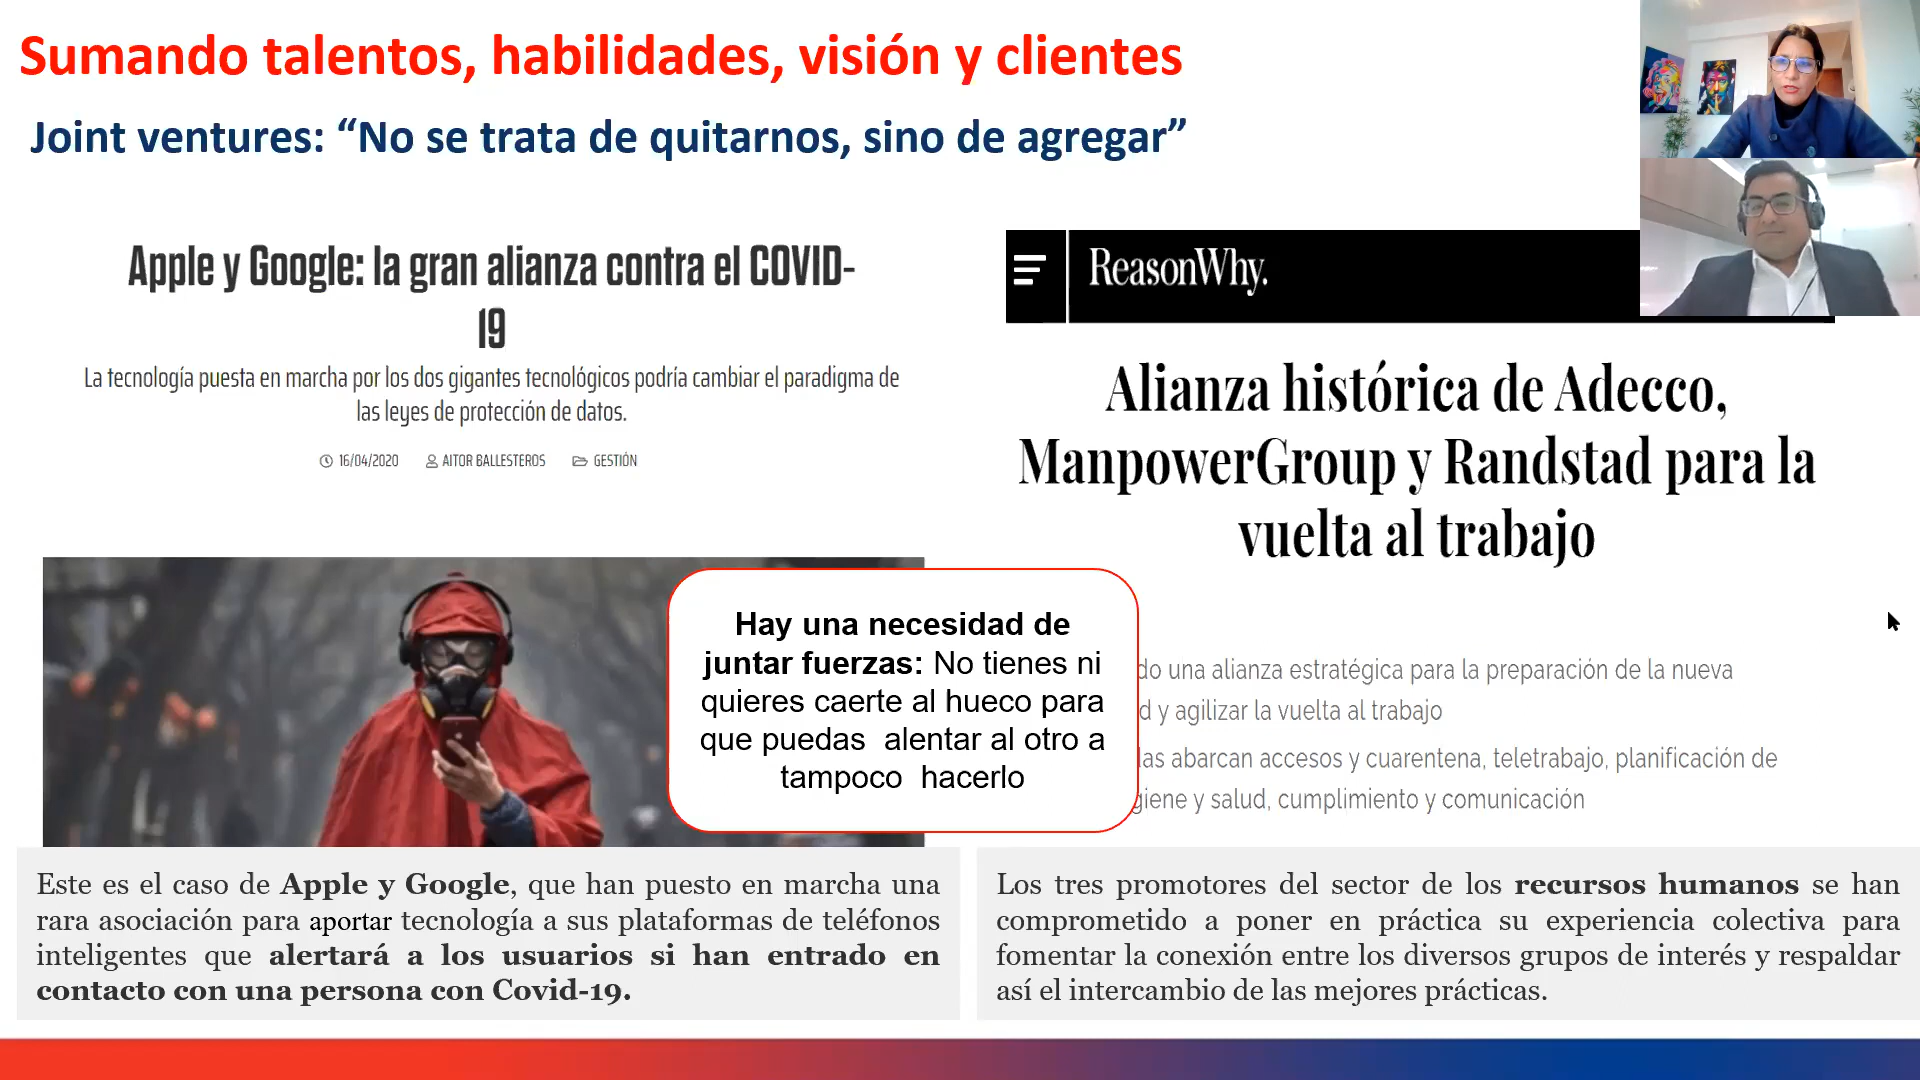 Sumando talentos, habilidades, visión y clientes
Joint ventures: “No se trata de quitarnos, sino de agregar”
Apple y Google: la gran alianza contra el COVID-
19
La tecnología puesta en marcha por los dos gigantes tecnológicos podría cambiar el paradigma de
las leyes de protección de datos.
16/04/2020 AITOR BALLESTEROS GESTIÓN
ReasonWhy.
Alianza histórica de Adecco,
ManpowerGroup y Randstad para la
vuelta al trabajo
Hay una necesidad de
juntar fuerzas: No tienes ni
quieres caerte al hueco para
que puedas alentar al otro a
tampoco hacerlo
do una alianza estratégica para la preparación de la nueva
d y agilizar la vuelta al trabajo
las abarcan accesos y cuarentena, teletrabajo, planificación de
giene y salud, cumplimiento y comunicación
Este es el caso de Apple y Google, que han puesto en marcha una
rara asociación para aportar tecnología a sus plataformas de teléfonos
inteligentes que alertará a los usuarios si han entrado en
contacto con una persona con Covid-19.
Los tres promotores del sector de los recursos humanos se han
comprometido a poner en práctica su experiencia colectiva para
fomentar la conexión entre los diversos grupos de interés y respaldar
así el intercambio de las mejores prácticas.